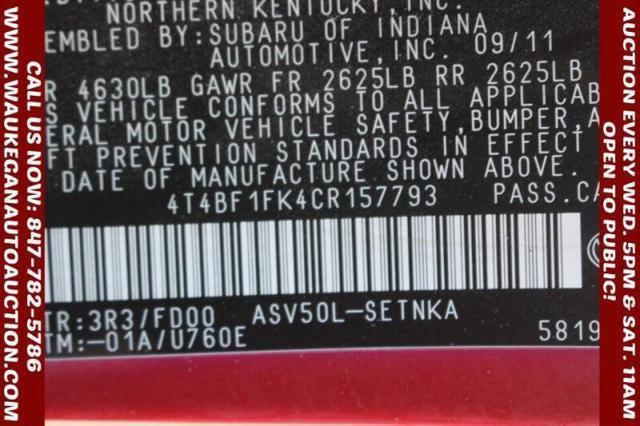 NORTHERN KENTUCKY, INC.
EMBLED BY: SUBARU OF INDIANA
AUTOMOTIVE, INC. 09/11
R 4630LB GAWR FR 2625LB RR 2625LB
S VEHICLE CONFORMS TO ALL APPLICAB
ERAL MOTOR VEHICLE SAFETY, BUMPER, A
FT PREVENTION STANDARDS IN EFFECT
DATE OF MANUFACTURE SHOWN ABOVE.
4T4BF1FK4CR157793 PASS.CA
TR:3R3/FD00 ASV50L-SETNKA
TM:-01A/U760E 5819
WWW.WAUKEGANAUTOAUCTION.COM
CALL US NOW: 847-782-5786
EVERY WED. 5PM & SAT. 11AM
OPEN TO PUBLIC!